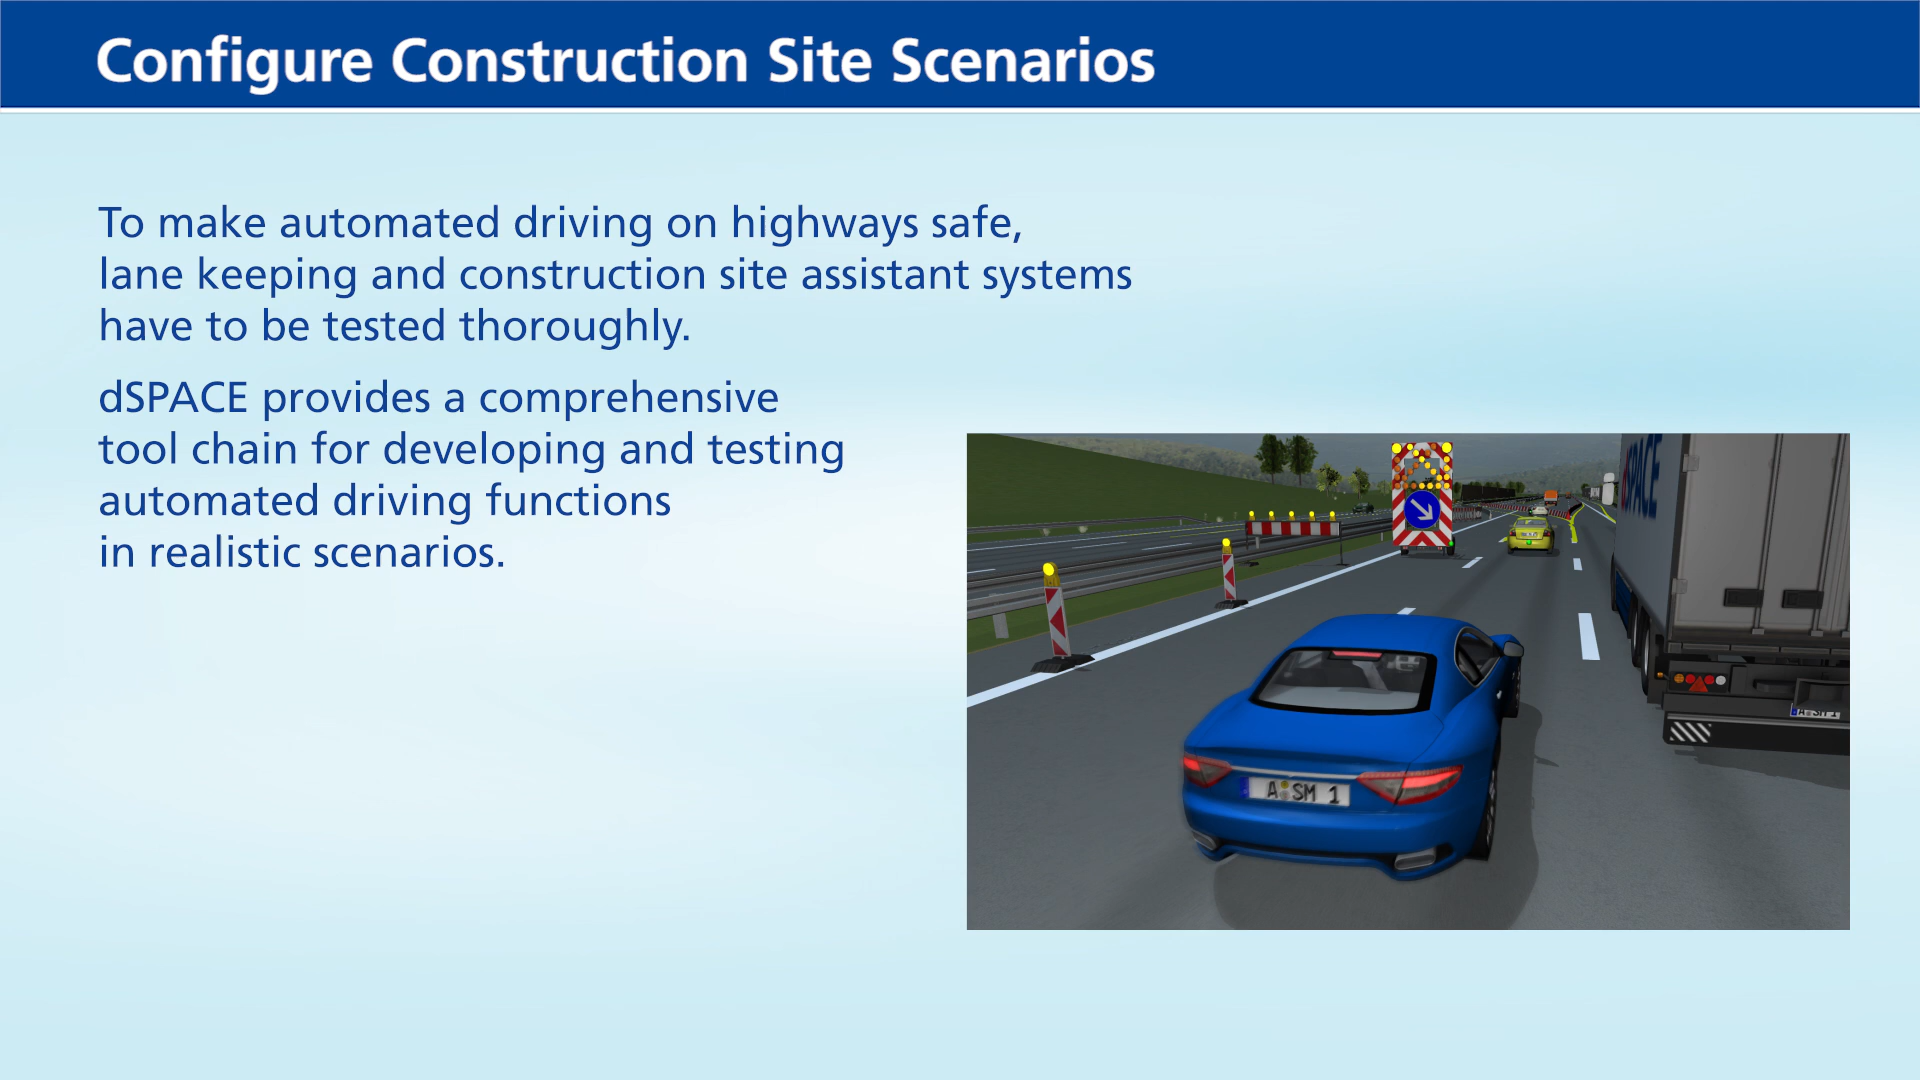 Configure Construction Site Scenarios
To make automated driving on highways safe,
lane keeping and construction site assistant systems
have to be tested thoroughly.
dSPACE provides a comprehensive
tool chain for developing and testing
automated driving functions
in realistic scenarios.
A SM 1